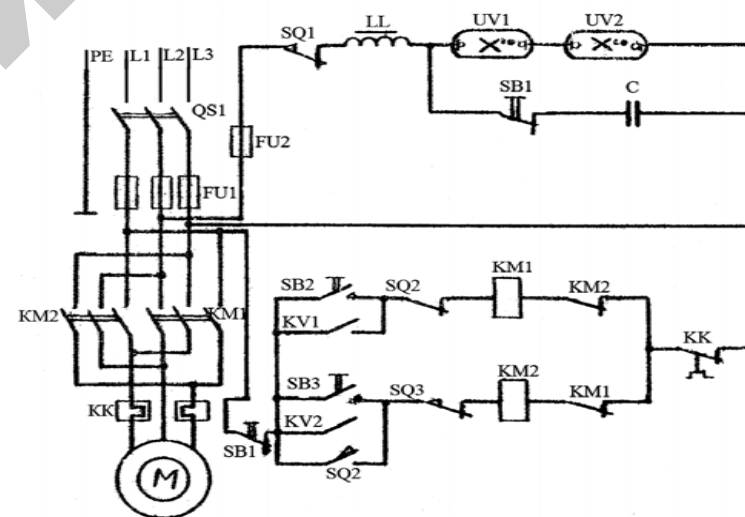 SQ1 LL UV1 UV2
PE L1 L2 L3
QS1
SB1 C
FU2
FU1
SB2 SQ2 KM1 KM2
KM2 KM1 KV1
KK
SB3 SQ3 KM2 KM1
KK KV2
SB1
SQ2
M